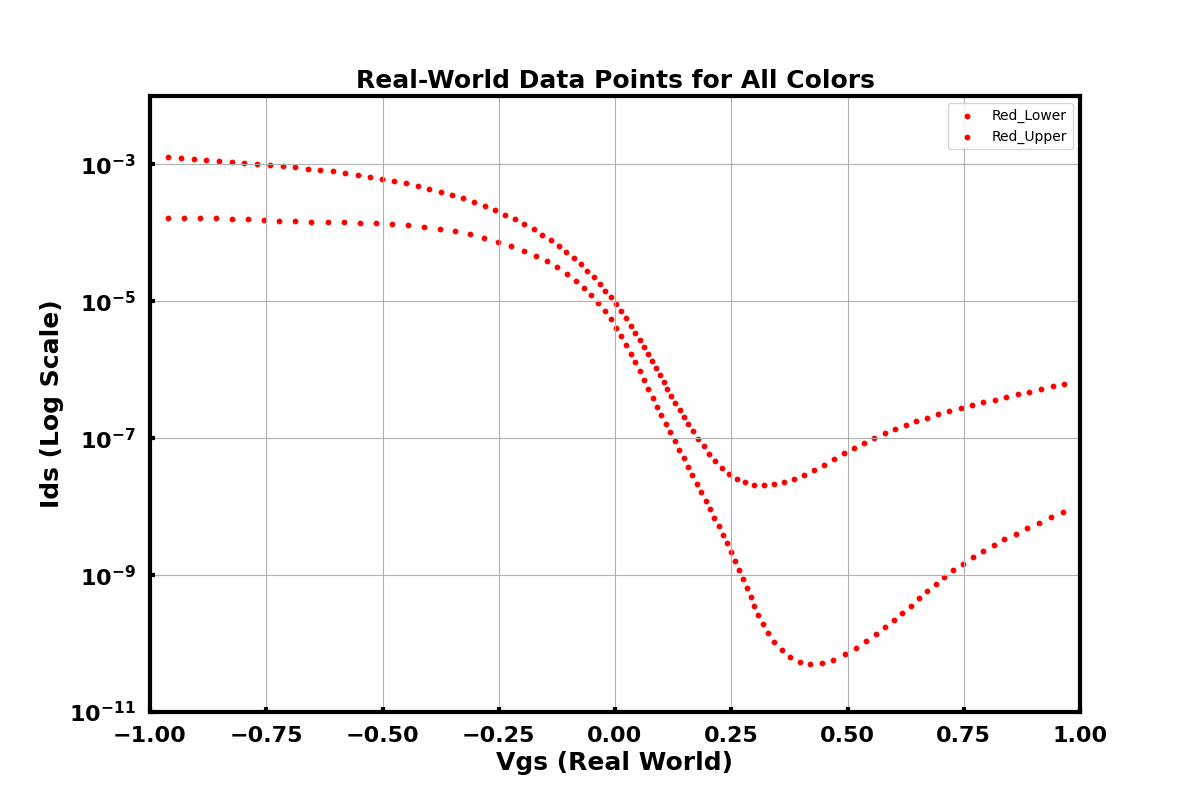 Real-World Data Points for All Colors
Red_Lower
Red_Upper
Ids (Log Scale)
10⁻³
10⁻⁵
10⁻⁷
10⁻⁹
10⁻¹¹
−1.00 −0.75 −0.50 −0.25 0.00 0.25 0.50 0.75 1.00
Vgs (Real World)